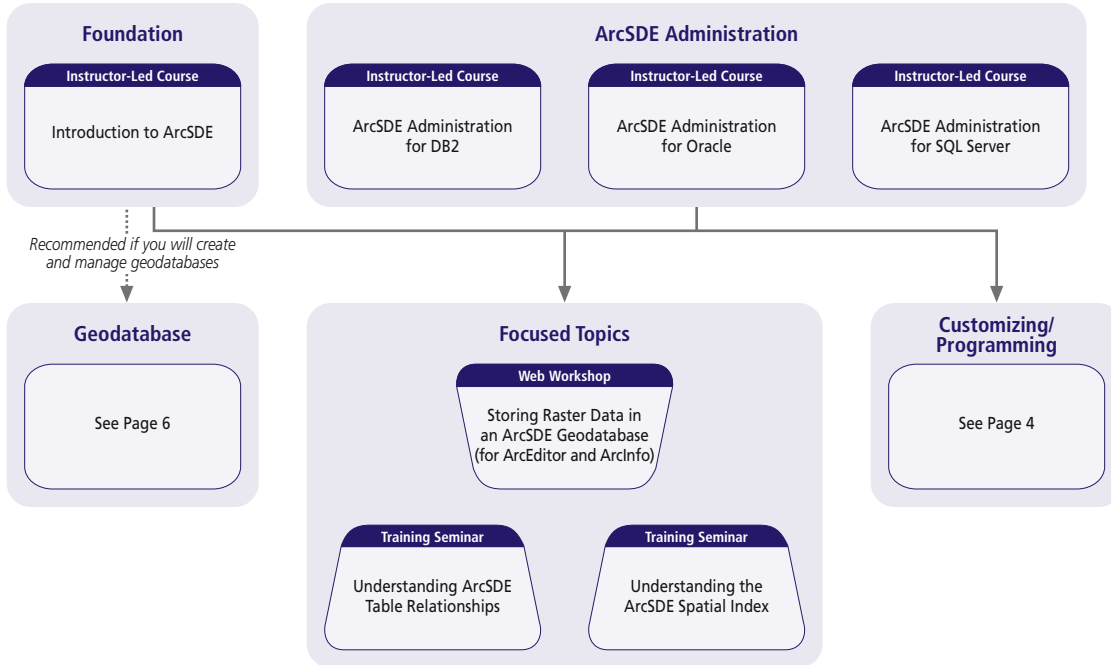 Foundation
Instructor-Led Course
Introduction to ArcSDE
ArcSDE Administration
Instructor-Led Course
ArcSDE Administration
for DB2
Instructor-Led Course
ArcSDE Administration
for Oracle
Instructor-Led Course
ArcSDE Administration
for SQL Server
Recommended if you will create
and manage geodatabases
Geodatabase
See Page 6
Focused Topics
Web Workshop
Storing Raster Data in
an ArcSDE Geodatabase
(for ArcEditor and ArcInfo)
Training Seminar
Understanding ArcSDE
Table Relationships
Training Seminar
Understanding the
ArcSDE Spatial Index
Customizing/
Programming
See Page 4